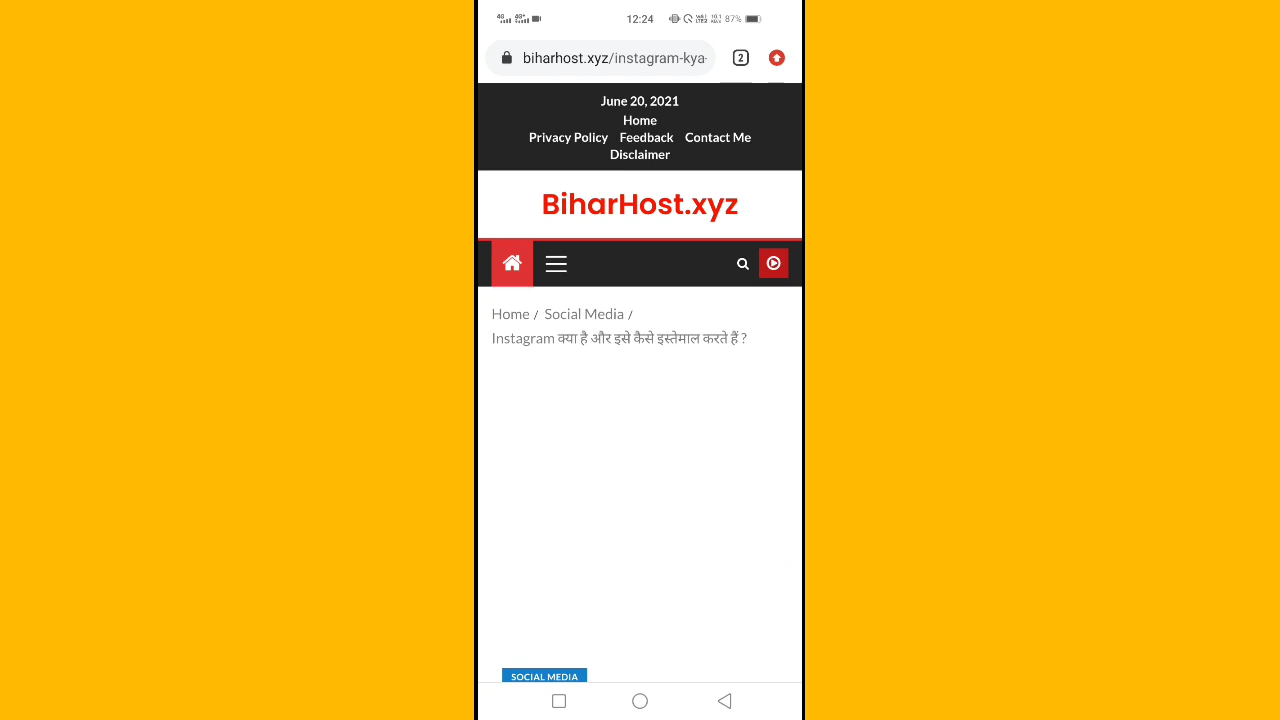 12:24
87%
biharhost.xyz/instagram-kya-
2
June 20, 2021
Home
Privacy Policy Feedback Contact Me
Disclaimer
BiharHost.xyz
Home / Social Media /
Instagram क्या है और इसे कैसे इस्तेमाल करते हैं ?
SOCIAL MEDIA